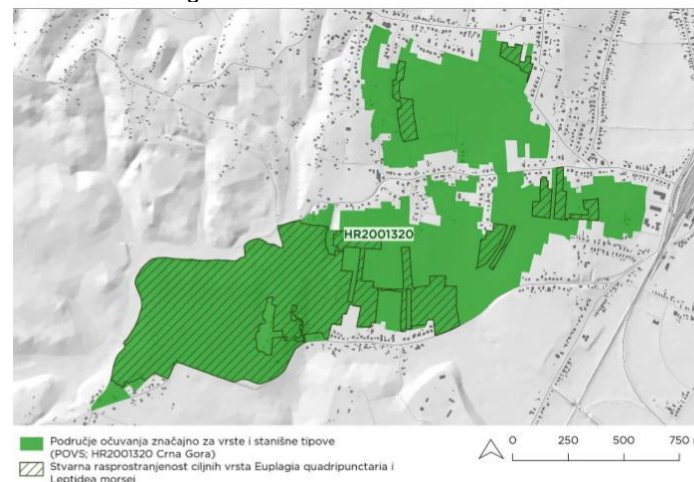 HR2001320
Područje očuvanja značajno za vrste i stanišne tipove
(POVS; HR2001320 Crna Gora)
Stvarna rasprostranjenost ciljnih vrsta Euplagia quadripunctaria i
Leptidea morsei
0 250 500 750